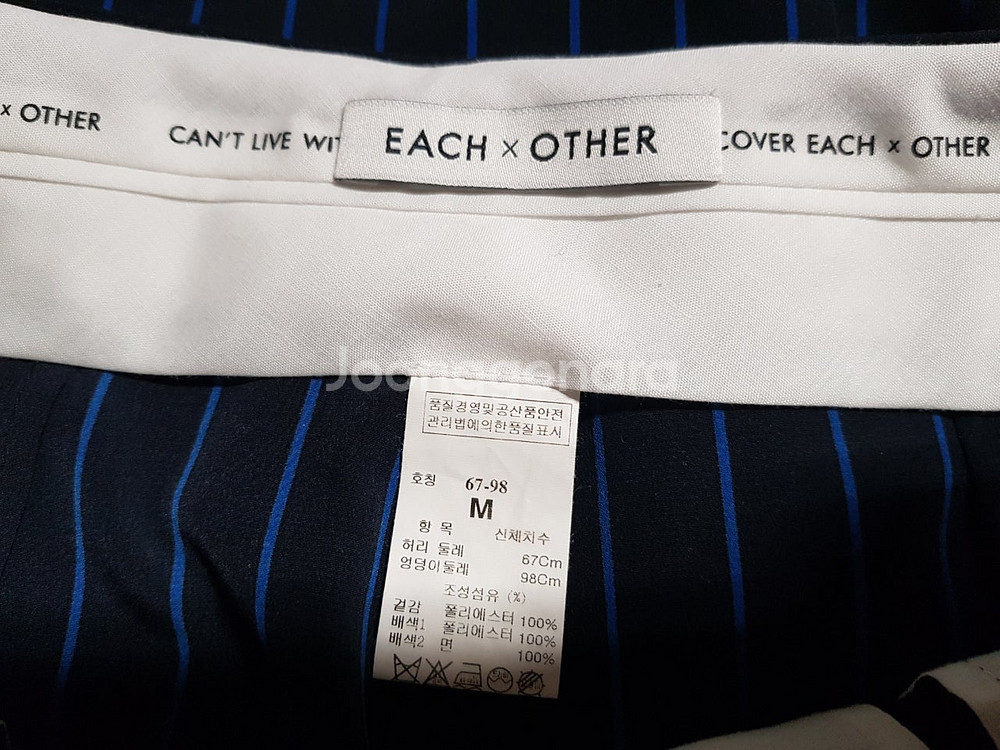 x OTHER
CAN'T LIVE WIT
EACH x OTHER
COVER EACH x OTHER
Joonggonara
품질경영및공산품안전
관리법에의한품질표시
호칭 67-98
M
항 목 신체치수
허리 둘레 67Cm
엉덩이둘레 98Cm
조성섬유 (%)
겉감 폴리에스터 100%
배색1 폴리에스터 100%
배색2 면 100%